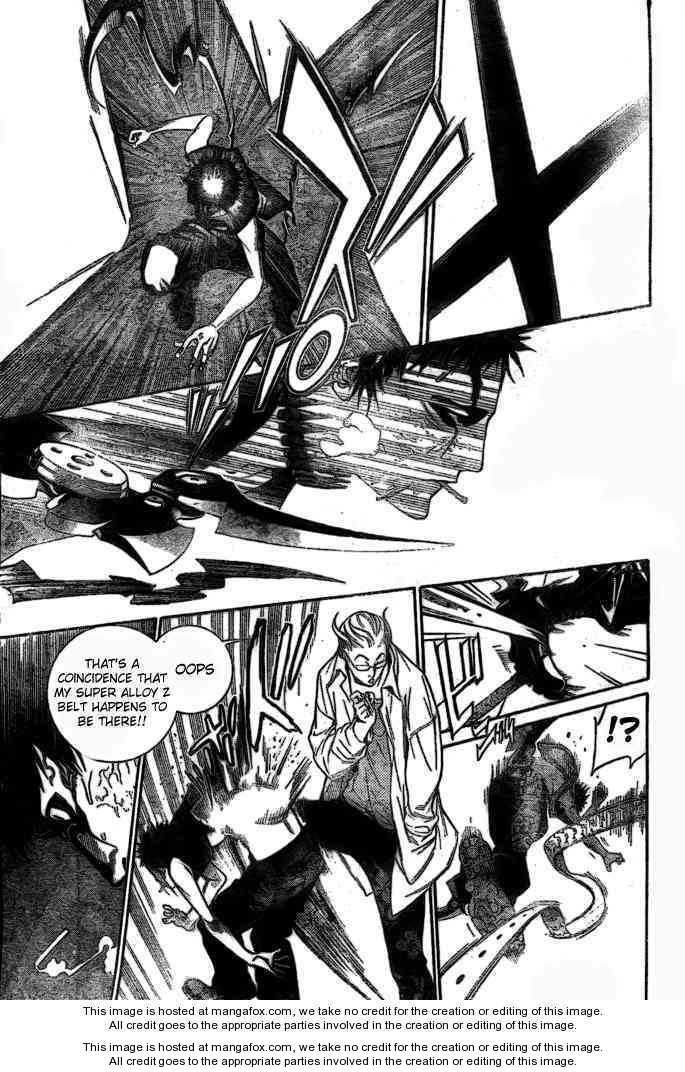 !?
OOPS
THAT'S A
COINCIDENCE THAT
MY SUPER ALLOY Z
BELT HAPPENS TO
BE THERE!!
This image is hosted at mangafox.com, we take no credit for the creation or editing of this image.
All credit goes to the appropriate parties involved in the creation or editing of this image.
This image is hosted at mangafox.com, we take no credit for the creation or editing of this image.
All credit goes to the appropriate parties involved in the creation or editing of this image.